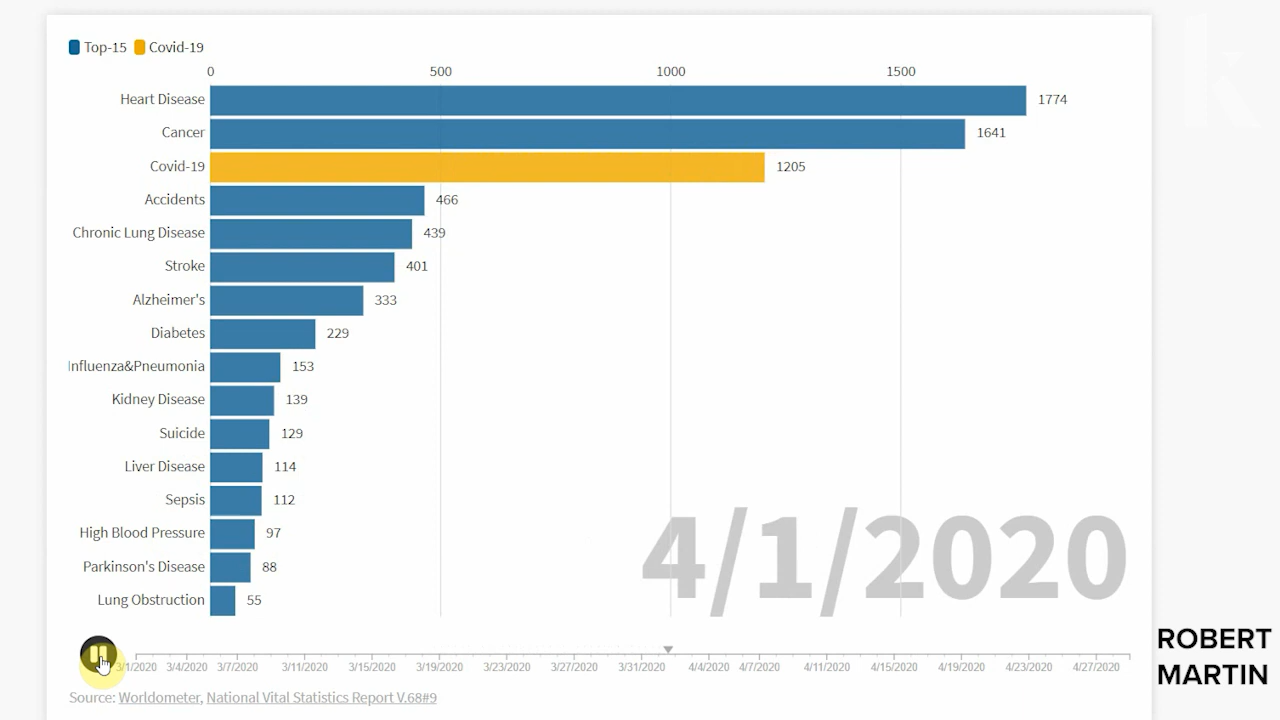 Top-15 Covid-19
0 500 1000 1500
Heart Disease 1774
Cancer 1641
Covid-19 1205
Accidents 466
Chronic Lung Disease 439
Stroke 401
Alzheimer's 333
Diabetes 229
Influenza&Pneumonia 153
Kidney Disease 139
Suicide 129
Liver Disease 114
Sepsis 112
High Blood Pressure 97
Parkinson's Disease 88
Lung Obstruction 55
4/1/2020
3/1/2020 3/4/2020 3/7/2020 3/11/2020 3/15/2020 3/19/2020 3/23/2020 3/27/2020 3/31/2020 4/4/2020 4/7/2020 4/11/2020 4/15/2020 4/19/2020 4/23/2020 4/27/2020
Source: Worldometer, National Vital Statistics Report V.68#9
ROBERT
MARTIN
k